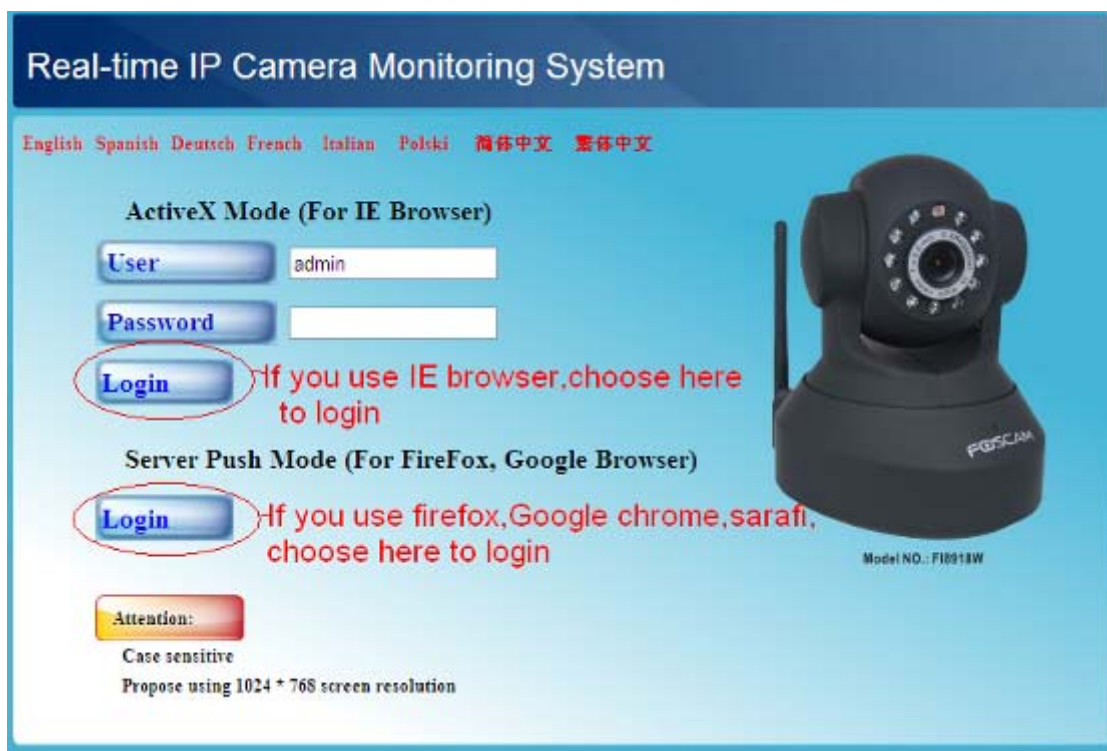 Real-time IP Camera Monitoring System
English Spanish Deutsch French Italian Polski 简体中文 繁体中文
ActiveX Mode (For IE Browser)
User admin
Password
Login
If you use IE browser,choose here
to login
Server Push Mode (For FireFox, Google Browser)
Login
If you use firefox,Google chrome,sarafi,
choose here to login
FOSCAM
Model NO.: FI8918W
Attention:
Case sensitive
Propose using 1024 * 768 screen resolution